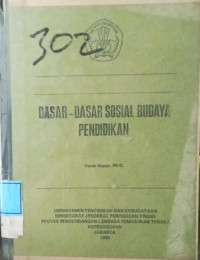 302
DASAR-DASAR SOSIAL BUDAYA
PENDIDIKAN
DEPARTEMEN PENDIDIKAN DAN KEBUDAYAAN
DIREKTORAT JENDERAL PENDIDIKAN TINGGI
PROYEK PENGEMBANGAN LEMBAGA PENDIDIKAN TENAGA
KEPENDIDIKAN
JAKARTA